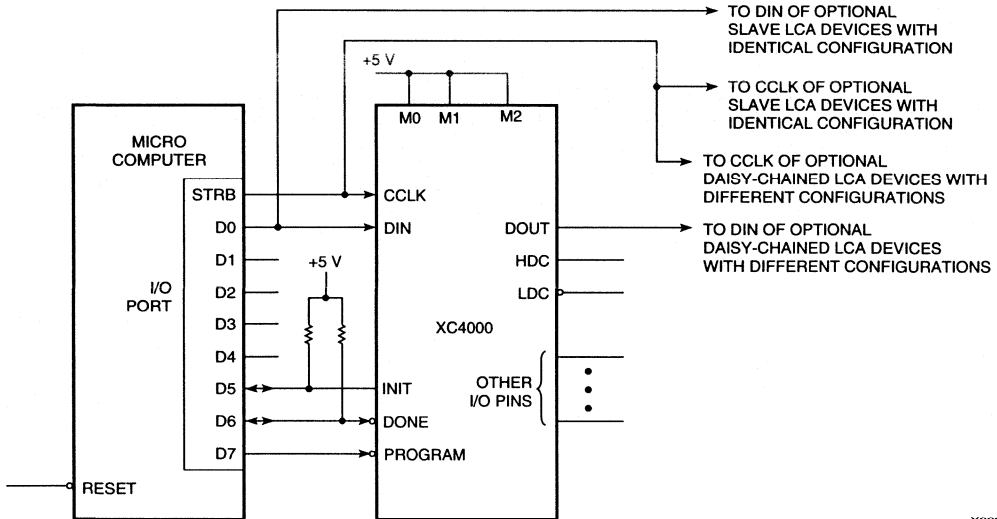 TO DIN OF OPTIONAL
SLAVE LCA DEVICES WITH
IDENTICAL CONFIGURATION
+5 V
M0 M1 M2
TO CCLK OF OPTIONAL
SLAVE LCA DEVICES WITH
IDENTICAL CONFIGURATION
MICRO
COMPUTER
TO CCLK OF OPTIONAL
DAISY-CHAINED LCA DEVICES WITH
DIFFERENT CONFIGURATIONS
STRB
CCLK
D0
DIN
DOUT
TO DIN OF OPTIONAL
DAISY-CHAINED LCA DEVICES
WITH DIFFERENT CONFIGURATIONS
D1
+5 V
HDC
I/O
PORT
D2
LDC
D3
XC4000
D4
D5
INIT
OTHER
I/O PINS
D6
DONE
D7
PROGRAM
RESET